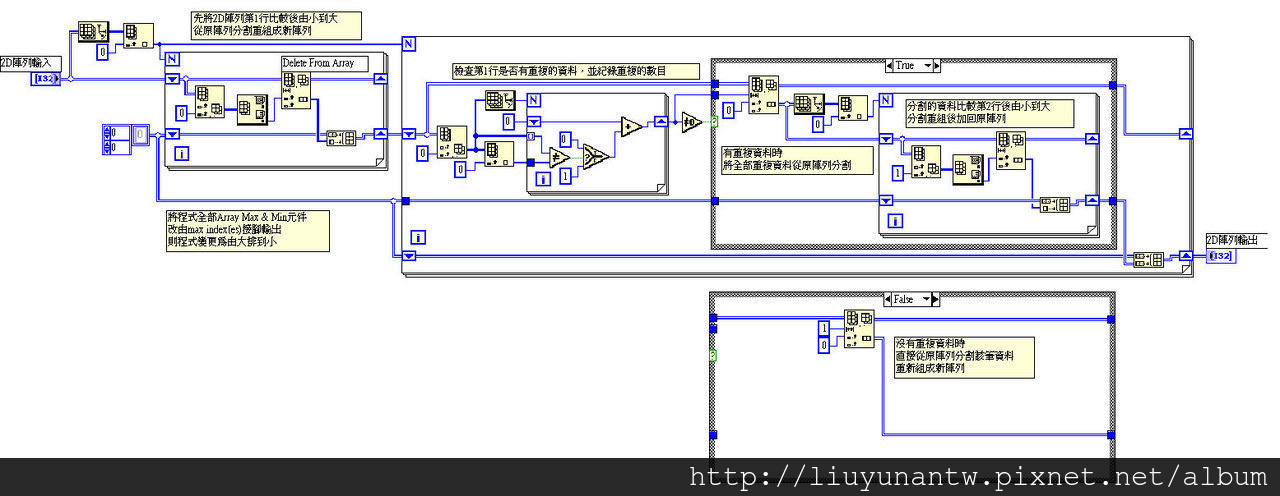 先將2D陣列第1行比較後由小到大
從原陣列分割重組成新陣列
2D陣列輸入
[I32]
0
N
N
Delete From Array
0
i
0
0
將程式全部Array Max & Min元件
改由max index(es)接腳輸出
則程式變更為由大排到小
檢查第1行是否有重複的資料，並紀錄重複的數目
0
0
N
0
0
1
i
i
True
0
?
0
N
有重複資料時
將全部重複資料從原陣列分割
分割的資料比較第2行後由小到大
分割重組後加回原陣列
1
i
2D陣列輸出
[I32]
False
1
0
?
沒有重複資料時
直接從原陣列分割該筆資料
重新組成新陣列
http://liuyunantw.pixnet.net/album